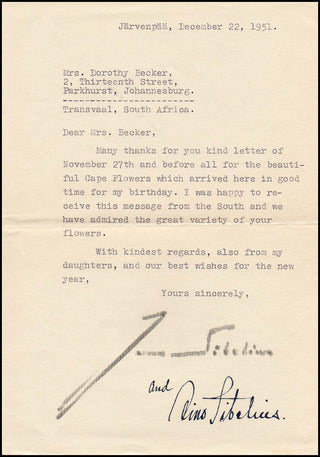 Järvenpää, December 22, 1951.
Mrs. Dorothy Becker,
2, Thirteenth Street,
Parkhurst, Johannesburg.
Transvaal, South Africa.
Dear Mrs. Becker,
Many thanks for you kind letter of
November 27th and before all for the beauti-
ful Cape Flowers which arrived here in good
time for my birthday. I was happy to re-
ceive this message from the South and we
have admired the great variety of your
flowers.
With kindest regards, also from my
daughters, and our best wishes for the new
year,
Yours sincerely,
Jean Sibelius
and Aino Sibelius.